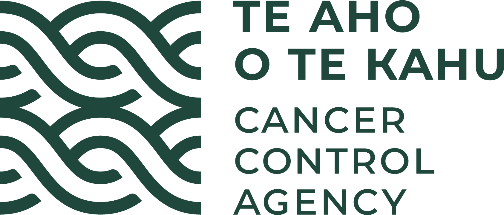 TE AHO
O TE KAHU
CANCER
CONTROL
AGENCY